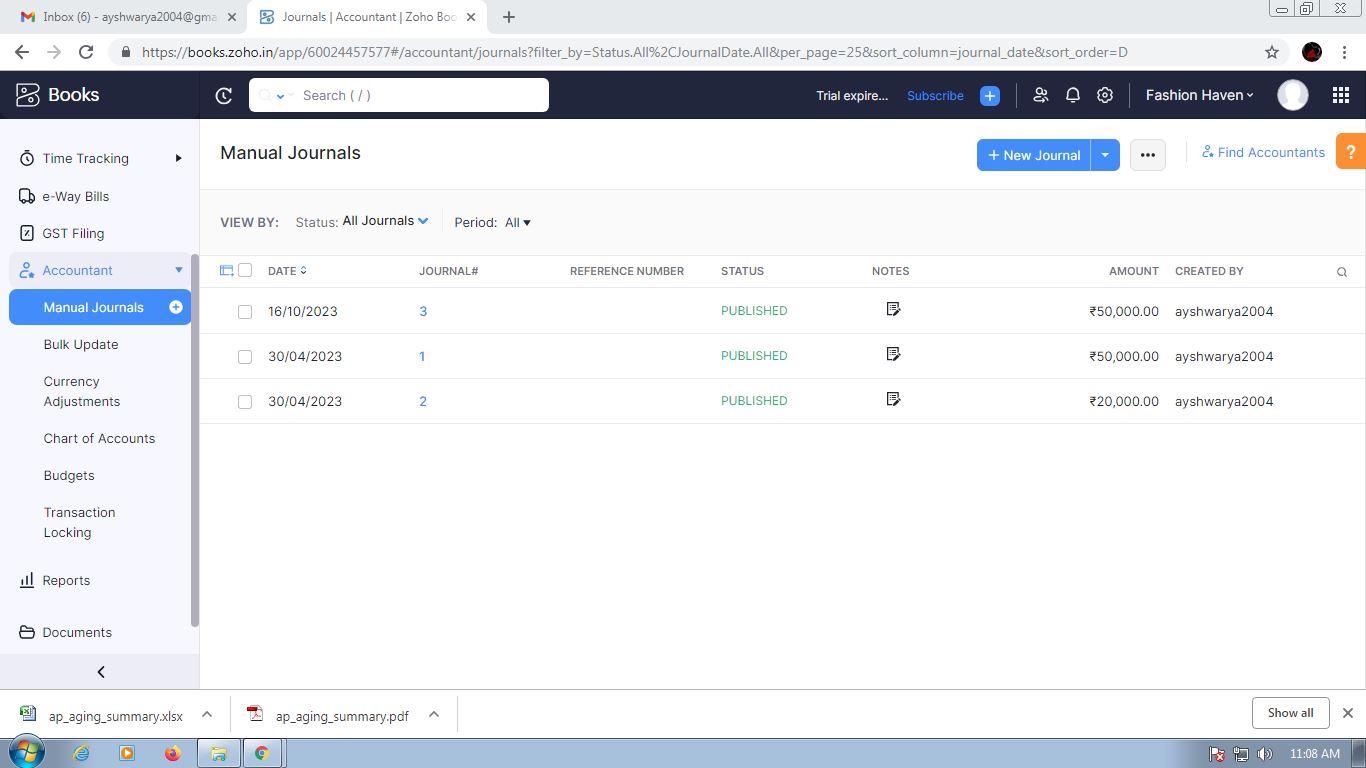 Inbox (6) - ayshwarya2004@gma
Journals | Accountant | Zoho Boo
https://books.zoho.in/app/60024457577#/accountant/journals?filter_by=Status.All%2CJournalDate.All&per_page=25&sort_column=journal_date&sort_order=D
Books
Search ( / )
Trial expire... Subscribe
Fashion Haven
Time Tracking
e-Way Bills
GST Filing
Accountant
Manual Journals
Bulk Update
Currency
Adjustments
Chart of Accounts
Budgets
Transaction
Locking
Reports
Documents
Manual Journals
+ New Journal
Find Accountants
?
VIEW BY: Status: All Journals Period: All
DATE JOURNAL# REFERENCE NUMBER STATUS NOTES AMOUNT CREATED BY
16/10/2023 3 PUBLISHED ₹50,000.00 ayshwarya2004
30/04/2023 1 PUBLISHED ₹50,000.00 ayshwarya2004
30/04/2023 2 PUBLISHED ₹20,000.00 ayshwarya2004
ap_aging_summary.xlsx
ap_aging_summary.pdf
Show all
11:08 AM